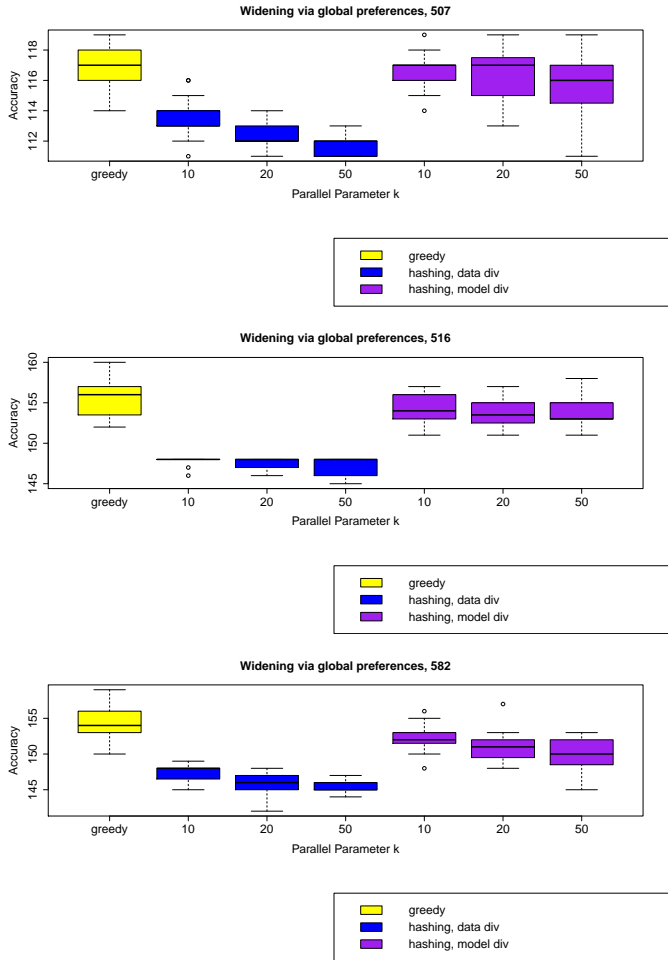 Widening via global preferences, 507
Accuracy
118
116
114
112
greedy 10 20 50 10 20 50
Parallel Parameter k
greedy
hashing, data div
hashing, model div
Widening via global preferences, 516
Accuracy
160
155
150
145
greedy 10 20 50 10 20 50
Parallel Parameter k
greedy
hashing, data div
hashing, model div
Widening via global preferences, 582
Accuracy
155
150
145
greedy 10 20 50 10 20 50
Parallel Parameter k
greedy
hashing, data div
hashing, model div